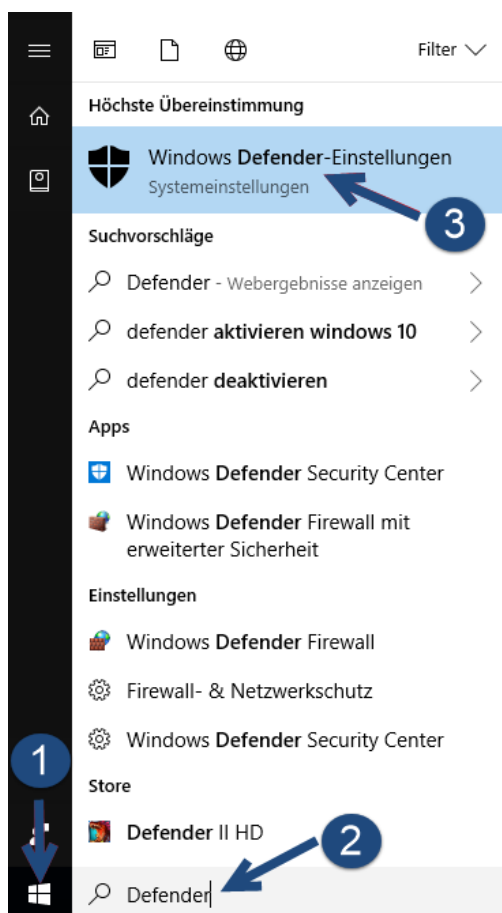 Filter
Höchste Übereinstimmung
Windows Defender-Einstellungen
Systemeinstellungen
3
Suchvorschläge
Defender - Webergebnisse anzeigen
defender aktivieren windows 10
defender deaktivieren
Apps
Windows Defender Security Center
Windows Defender Firewall mit
erweiterter Sicherheit
Einstellungen
Windows Defender Firewall
Firewall- & Netzwerkschutz
Windows Defender Security Center
1
Store
Defender II HD
2
Defender